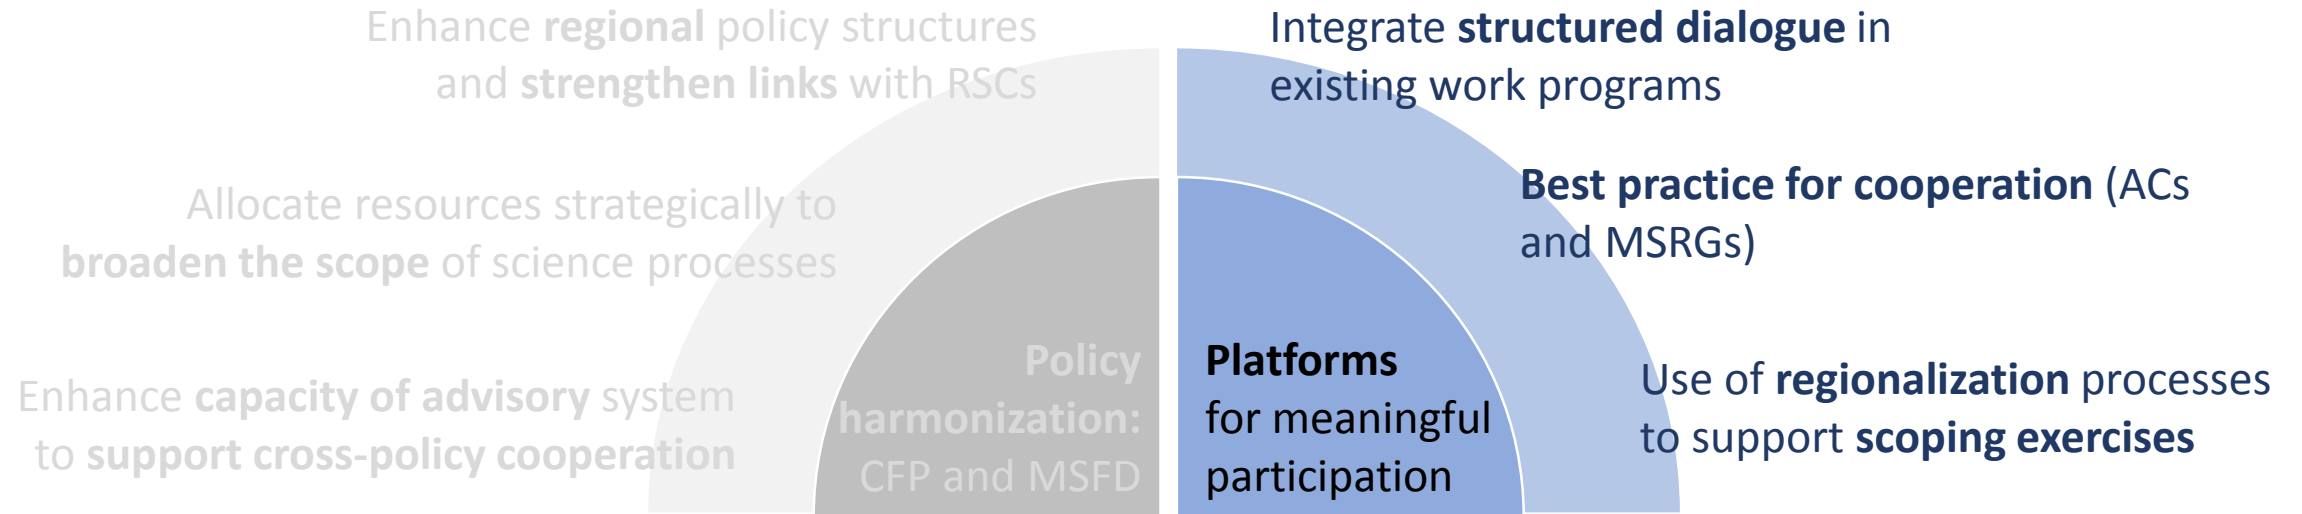 Enhance regional policy structures
and strengthen links with RSCs
Allocate resources strategically to
broaden the scope of science processes
Enhance capacity of advisory system
to support cross-policy cooperation
Policy
harmonization:
CFP and MSFD
Platforms
for meaningful
participation
Integrate structured dialogue in
existing work programs
Best practice for cooperation (ACs
and MSRGs)
Use of regionalization processes
to support scoping exercises